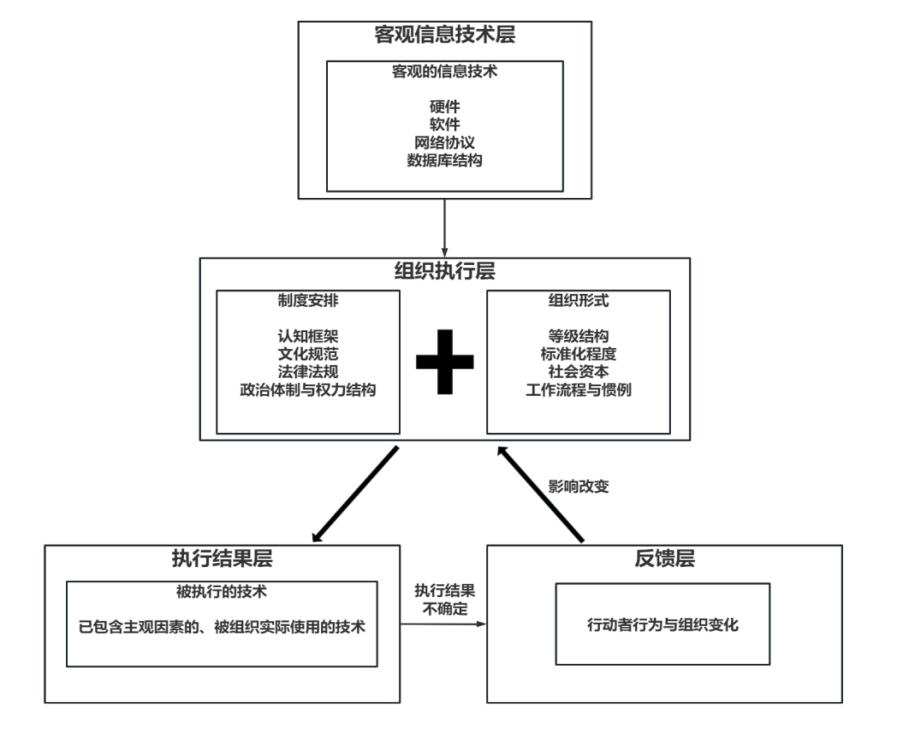 客观信息技术层
客观的信息技术
硬件
软件
网络协议
数据库结构
组织执行层
制度安排
认知框架
文化规范
法律法规
政治体制与权力结构
组织形式
等级结构
标准化程度
社会资本
工作流程与惯例
影响改变
执行结果层
被执行的技术
已包含主观因素的、被组织实际使用的技术
执行结果
不确定
反馈层
行动者行为与组织变化